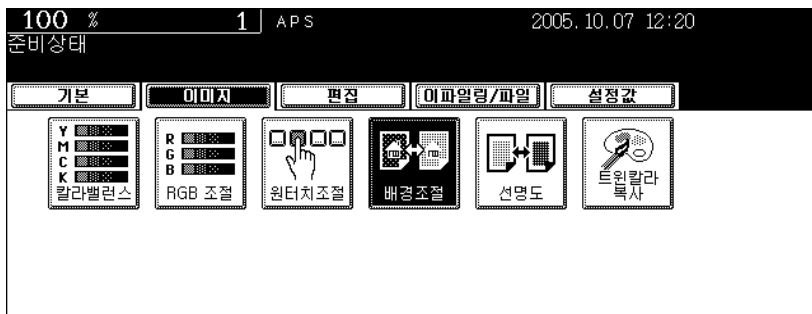 100 % 1 APS 2005.10.07 12:20
준비상태
기본 이미지 편집 이파일링/파일 설정값
Y
M
C
K
칼라밸런스
R
G
B
RGB 조절
원터치조절
배경조절
선명도
트윈칼라
복사